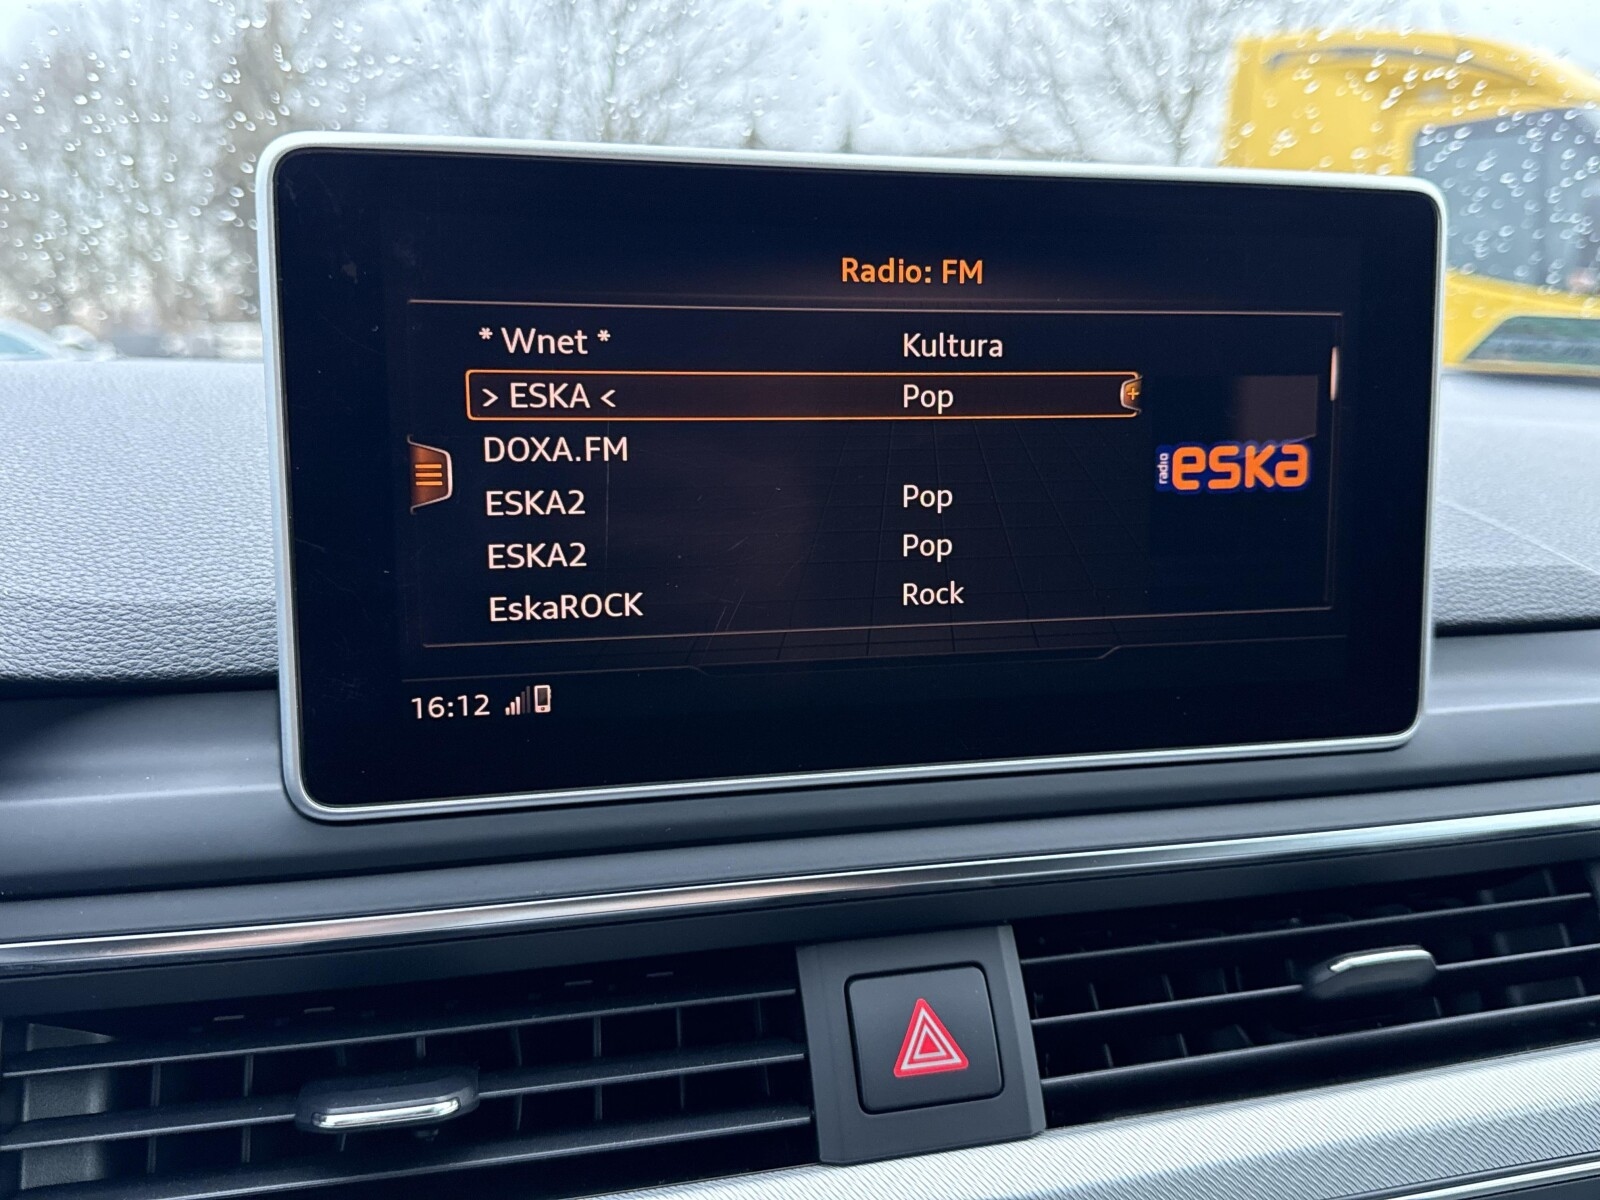 Radio: FM
* Wnet * Kultura
> ESKA < Pop
DOXA.FM
ESKA2 Pop
ESKA2 Pop
EskaROCK Rock
radio eska
16:12